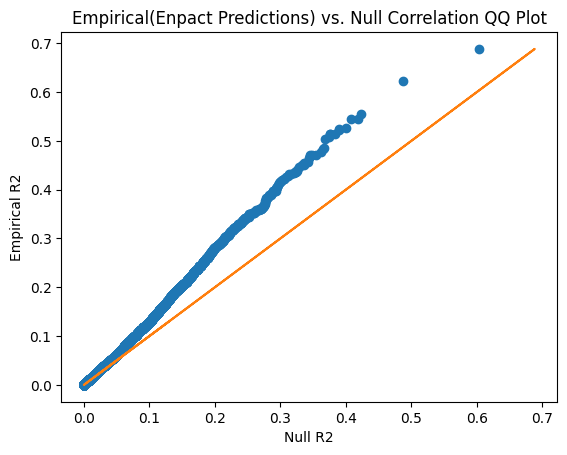 Empirical(Enpact Predictions) vs. Null Correlation QQ Plot
0.7
0.6
0.5
0.4
0.3
0.2
0.1
0.0
Empirical R2
0.0 0.1 0.2 0.3 0.4 0.5 0.6 0.7
Null R2